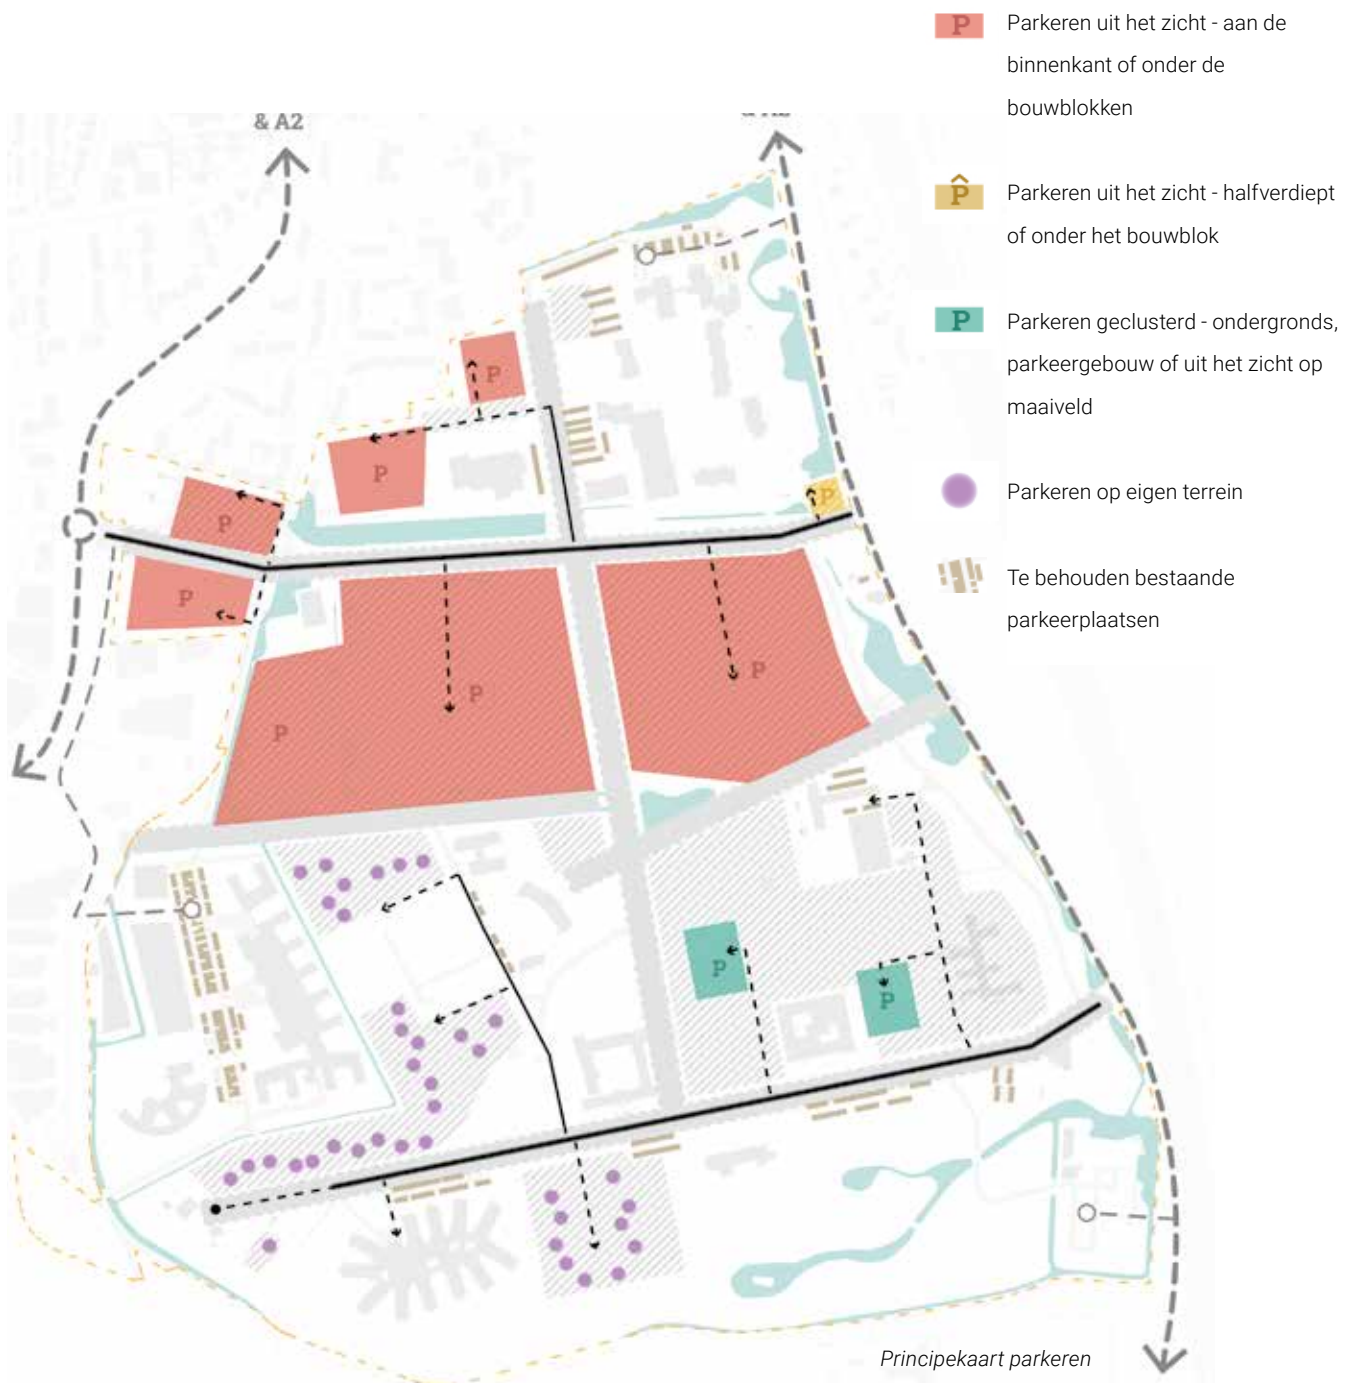 P Parkeren uit het zicht - aan de
binnenkant of onder de
bouwblokken
P Parkeren uit het zicht - halfverdiept
of onder het bouwblok
P Parkeren geclusterd - ondergronds,
parkeergebouw of uit het zicht op
maaiveld
Parkeren op eigen terrein
Te behouden bestaande
parkeerplaatsen
& A2
P
P
P
P
P
P
P
P
P
P
P
Principekaart parkeren